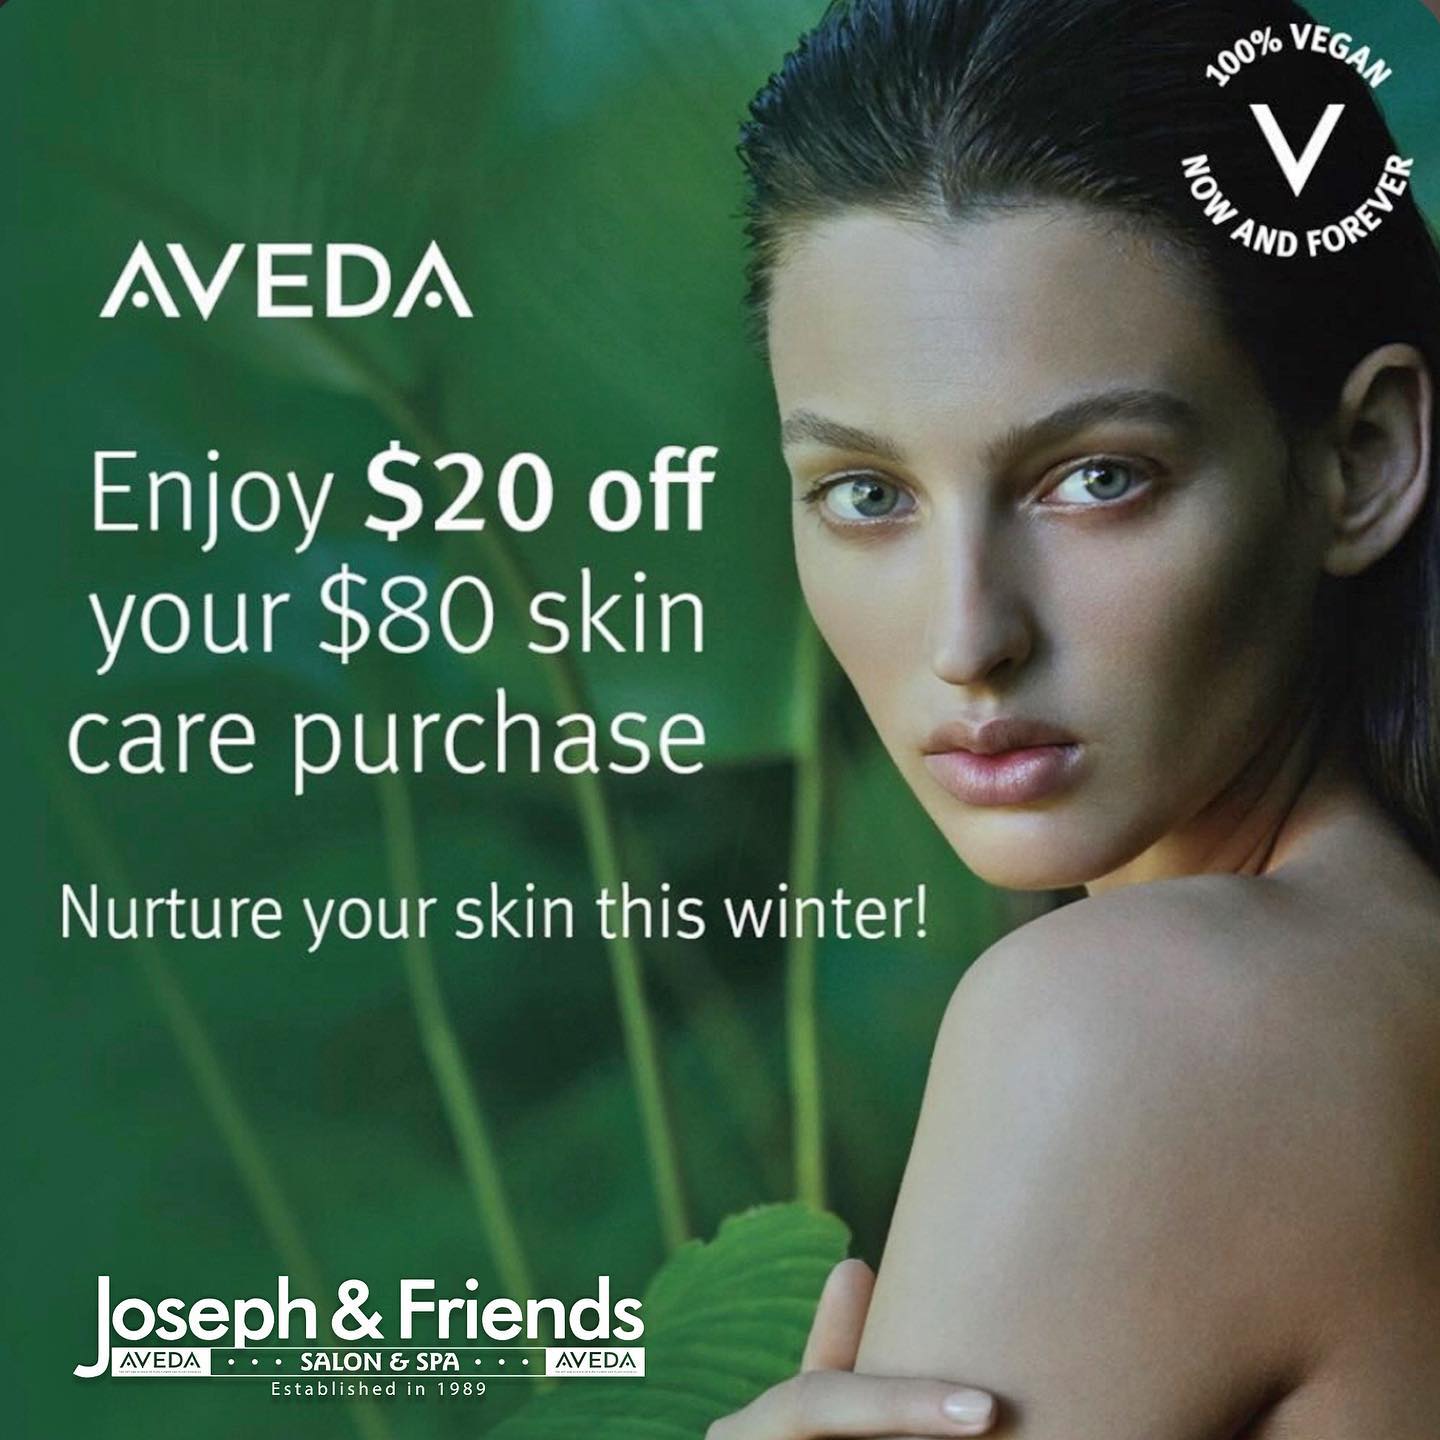 100% VEGAN
V
NOW AND FOREVER
AVEDA
Enjoy $20 off
your $80 skin
care purchase
Nurture your skin this winter!
Joseph & Friends
AVEDA • • • SALON & SPA • • • AVEDA
Established in 1989